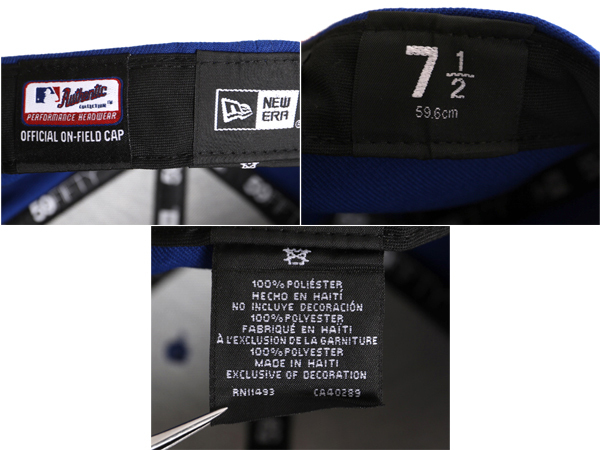 Authentic
COLLECTION
PERFORMANCE HEADWEAR
OFFICIAL ON-FIELD CAP
NEW
ERA
59FIFTY
7 1/2
59.6cm
100% POLIÉSTER
HECHO EN HAITÍ
NO INCLUYE DECORACIÓN
100% POLYESTER
FABRIQUÉ EN HAÏTI
À L'EXCLUSION DE LA GARNITURE
100% POLYESTER
MADE IN HAITI
EXCLUSIVE OF DECORATION
RN11493 CA40289